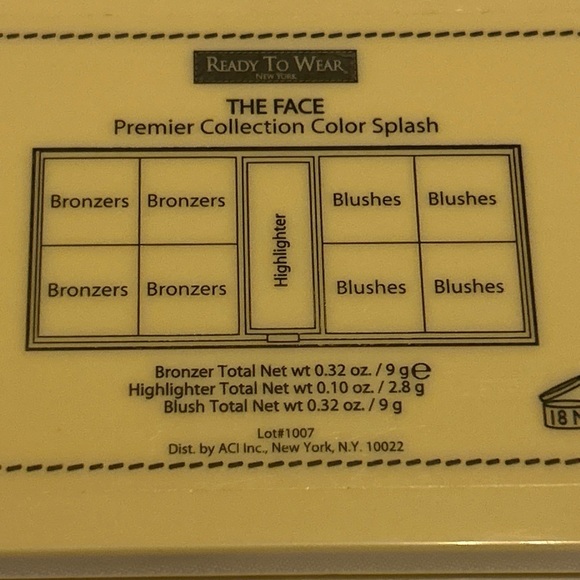 READY TO WEAR
NEW YORK
THE FACE
Premier Collection Color Splash
Bronzers Bronzers Highlighter Blushes Blushes
Bronzers Bronzers Blushes Blushes
Bronzer Total Net wt 0.32 oz. / 9 g ℮
Highlighter Total Net wt 0.10 oz. / 2.8 g
Blush Total Net wt 0.32 oz. / 9 g
Lot#1007
Dist. by ACI Inc., New York, N.Y. 10022
18